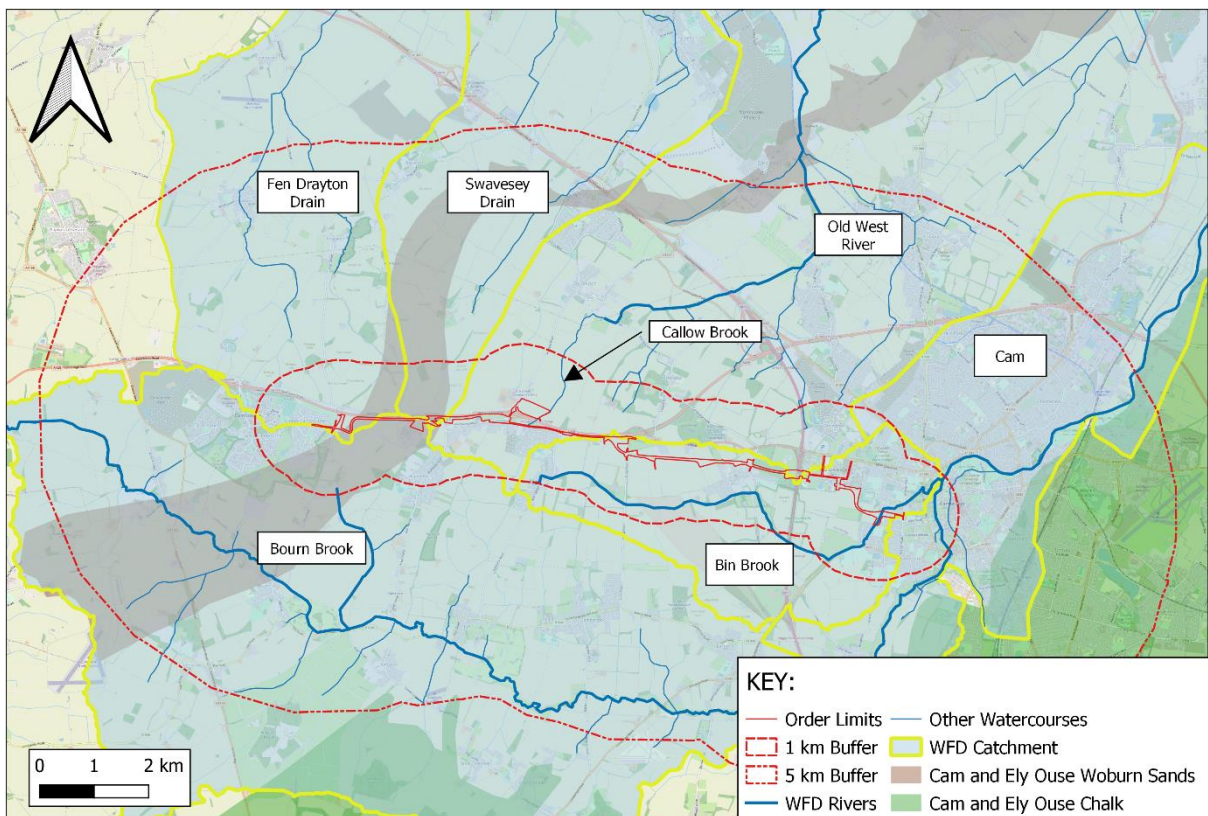 Fen Drayton
Drain
Swavesey
Drain
Old West
River
Callow Brook
Cam
Bourn Brook
Bin Brook
KEY:
Order Limits
Other Watercourses
1 km Buffer
WFD Catchment
5 km Buffer
Cam and Ely Ouse Woburn Sands
WFD Rivers
Cam and Ely Ouse Chalk
0 1 2 km